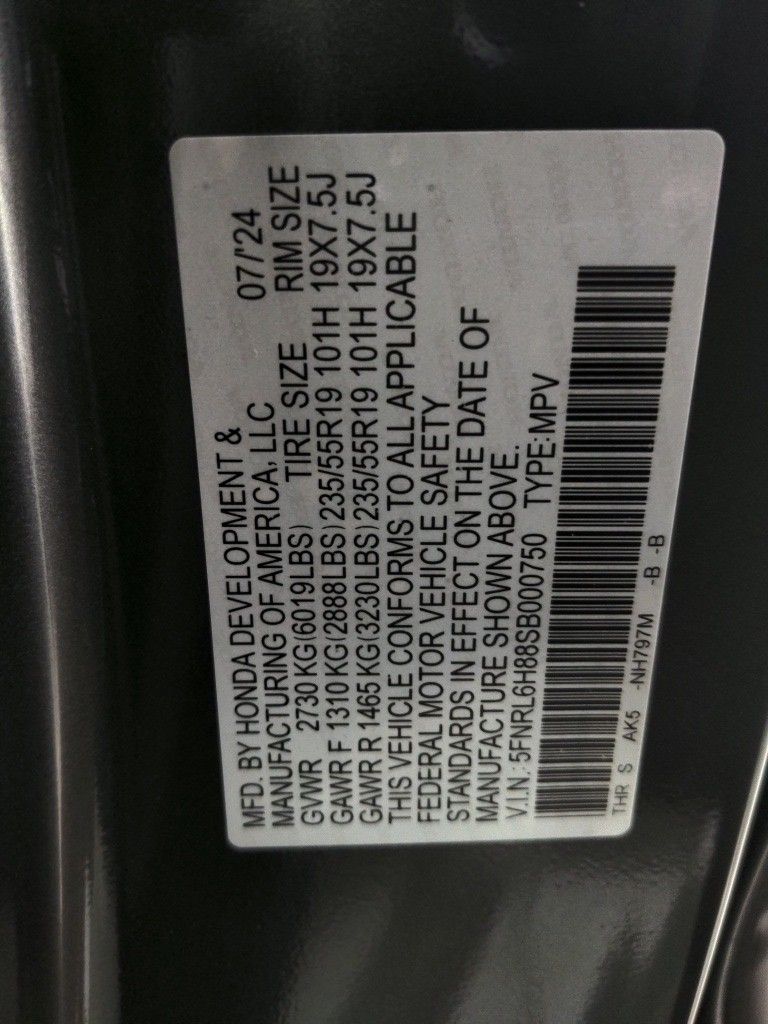 MFD. BY HONDA DEVELOPMENT &
MANUFACTURING OF AMERICA, LLC 07/'24
GVWR 2730 KG(6019LBS) TIRE SIZE RIM SIZE
GAWR F 1310 KG(2888LBS) 235/55R19 101H 19X7.5J
GAWR R 1465 KG(3230LBS) 235/55R19 101H 19X7.5J
THIS VEHICLE CONFORMS TO ALL APPLICABLE
FEDERAL MOTOR VEHICLE SAFETY
STANDARDS IN EFFECT ON THE DATE OF
MANUFACTURE SHOWN ABOVE.
V.I.N.:5FNRL6H88SB000750 TYPE:MPV
THR S AK5 -NH797M -B -B